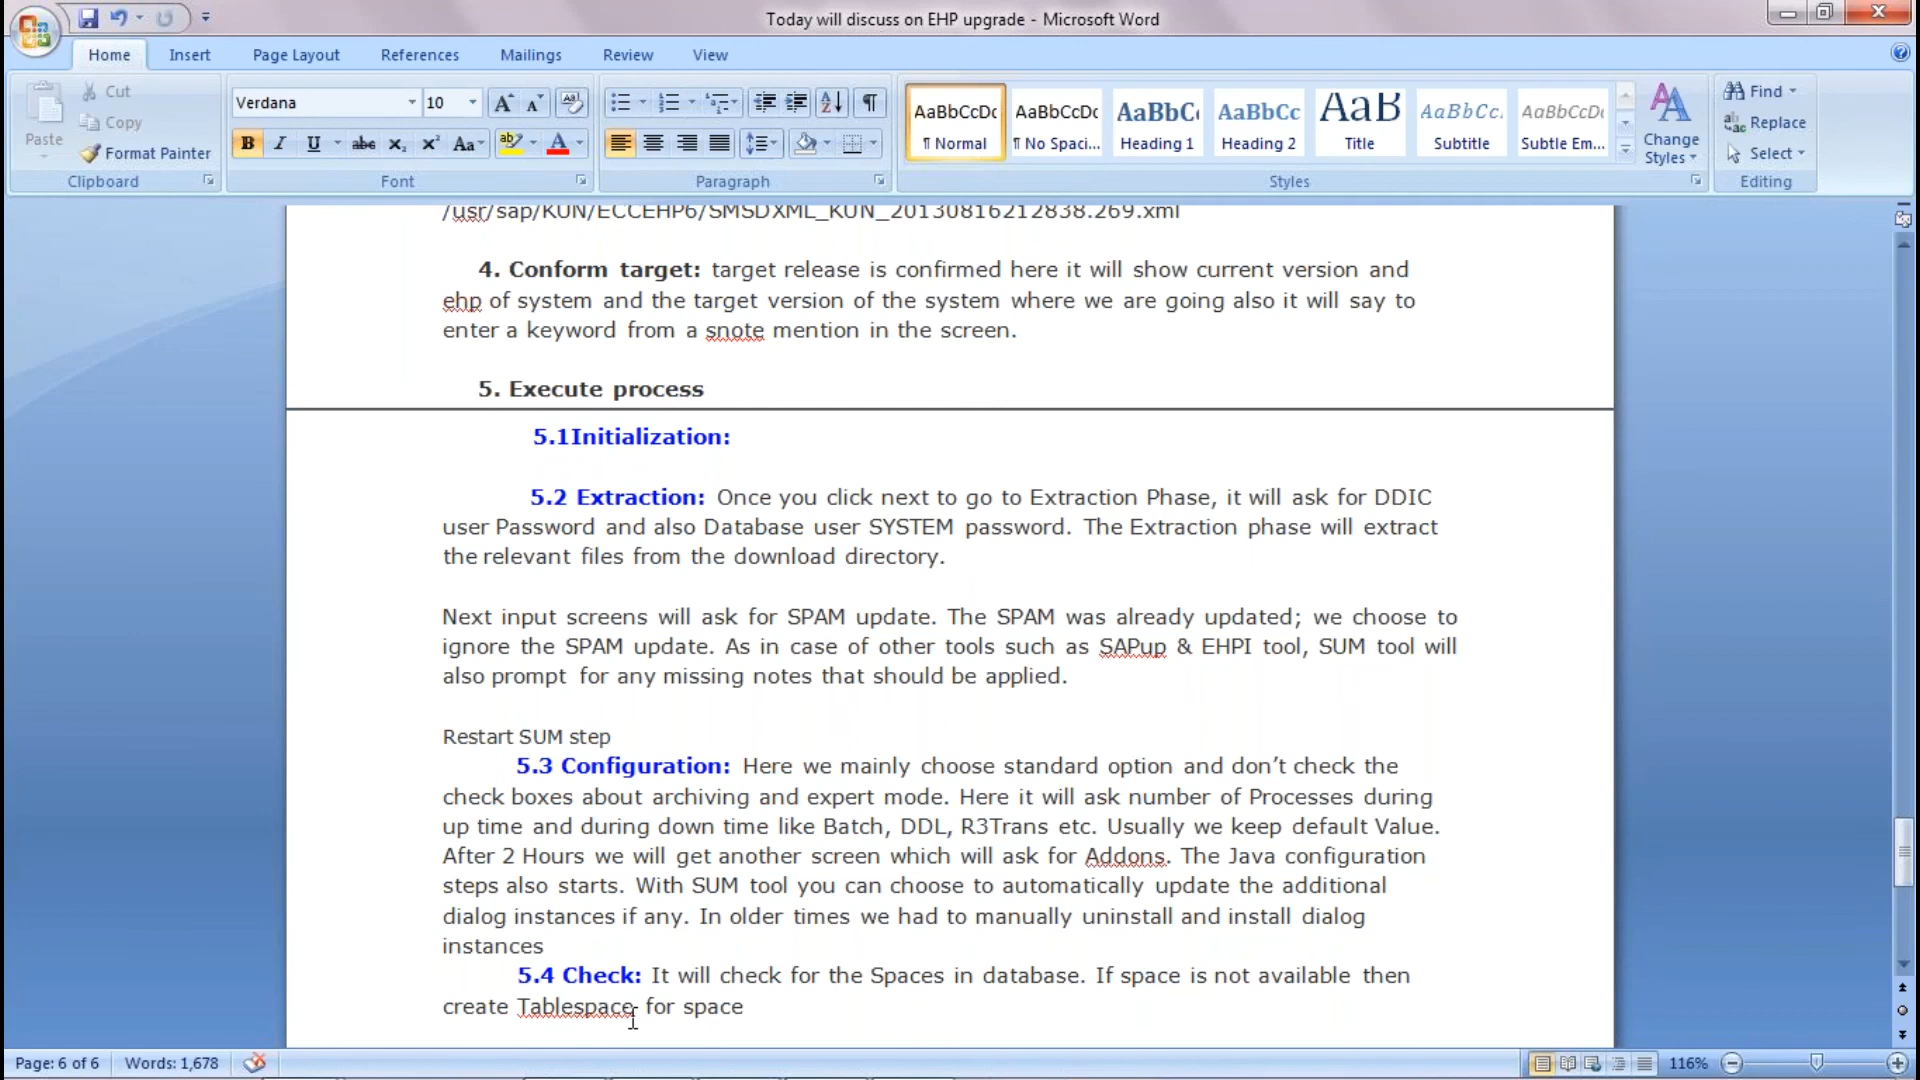 Today will discuss on EHP upgrade - Microsoft Word
Home Insert Page Layout References Mailings Review View
Paste
Cut
Copy
Format Painter
Clipboard
Verdana 10
B I U abc X₂ X² Aa ab A
Font
Paragraph
AaBbCcDc AaBbCcDc AaBbC AaBbCc AaB AaBbCc. AaBbCcDc
¶ Normal ¶ No Spaci... Heading 1 Heading 2 Title Subtitle Subtle Em...
Change Styles
Styles
Find
Replace
Select
Editing
/usr/sap/KUN/ECCEHP6/SMSDXML_KUN_20130816212838.269.xml
4. Conform target: target release is confirmed here it will show current version and
ehp of system and the target version of the system where we are going also it will say to
enter a keyword from a snote mention in the screen.
5. Execute process
5.1Initialization:
5.2 Extraction: Once you click next to go to Extraction Phase, it will ask for DDIC
user Password and also Database user SYSTEM password. The Extraction phase will extract
the relevant files from the download directory.
Next input screens will ask for SPAM update. The SPAM was already updated; we choose to
ignore the SPAM update. As in case of other tools such as SAPup & EHPI tool, SUM tool will
also prompt for any missing notes that should be applied.
Restart SUM step
5.3 Configuration: Here we mainly choose standard option and don’t check the
check boxes about archiving and expert mode. Here it will ask number of Processes during
up time and during down time like Batch, DDL, R3Trans etc. Usually we keep default Value.
After 2 Hours we will get another screen which will ask for Addons. The Java configuration
steps also starts. With SUM tool you can choose to automatically update the additional
dialog instances if any. In older times we had to manually uninstall and install dialog
instances
5.4 Check: It will check for the Spaces in database. If space is not available then
create Tablespace for space
Page: 6 of 6 Words: 1,678 116%